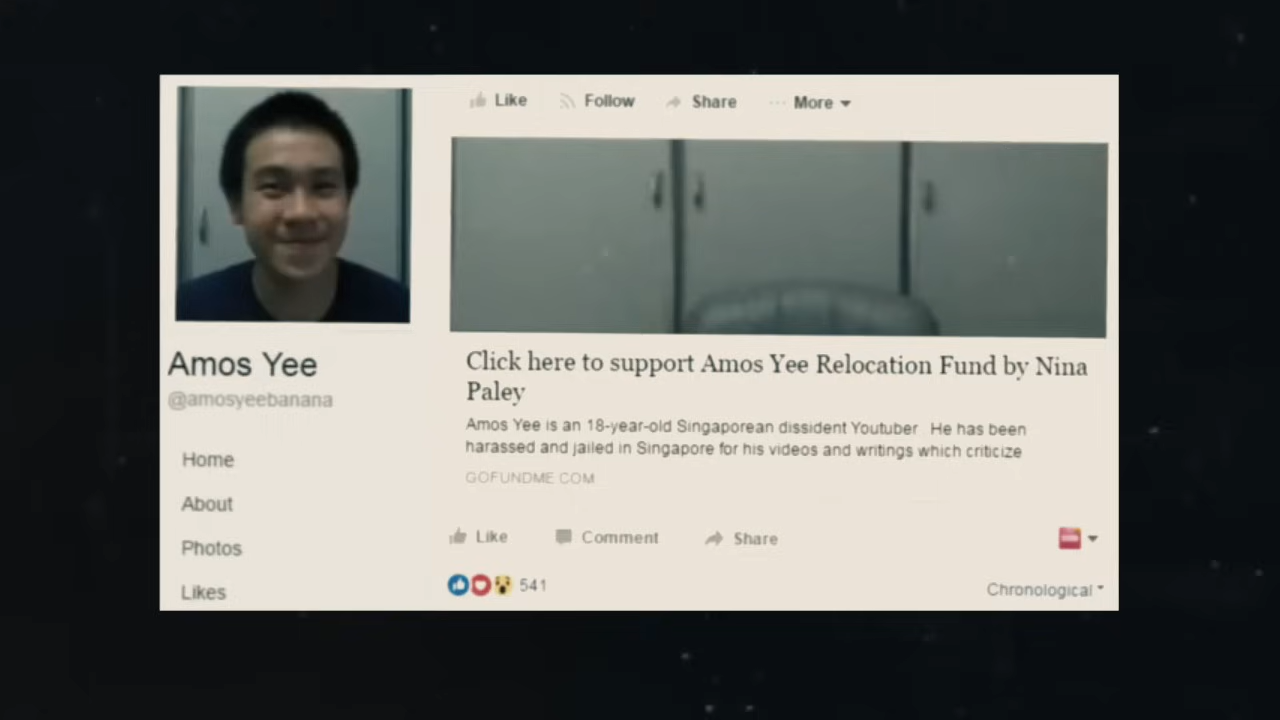 Like Follow Share More
Amos Yee
@amosyeebanana
Home
About
Photos
Likes
Click here to support Amos Yee Relocation Fund by Nina
Paley
Amos Yee is an 18-year-old Singaporean dissident Youtuber He has been
harassed and jailed in Singapore for his videos and writings which criticize
GOFUNDME.COM
Like Comment Share
541
Chronological